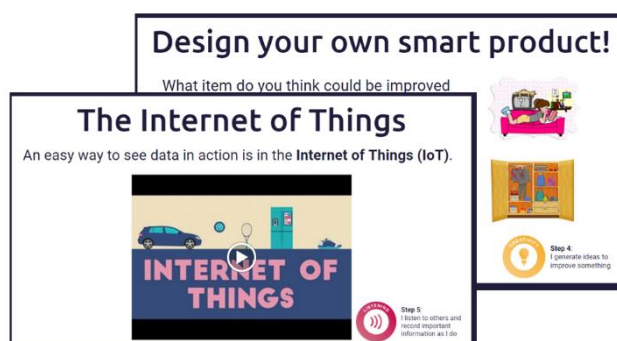 Design your own smart product!
What item do you think could be improved
CREATIVITY
Step 4:
I generate ideas to
improve something
The Internet of Things
An easy way to see data in action is in the Internet of Things (IoT).
INTERNET OF
THINGS
LISTENING
Step 5:
I listen to others and
record important
information as I do